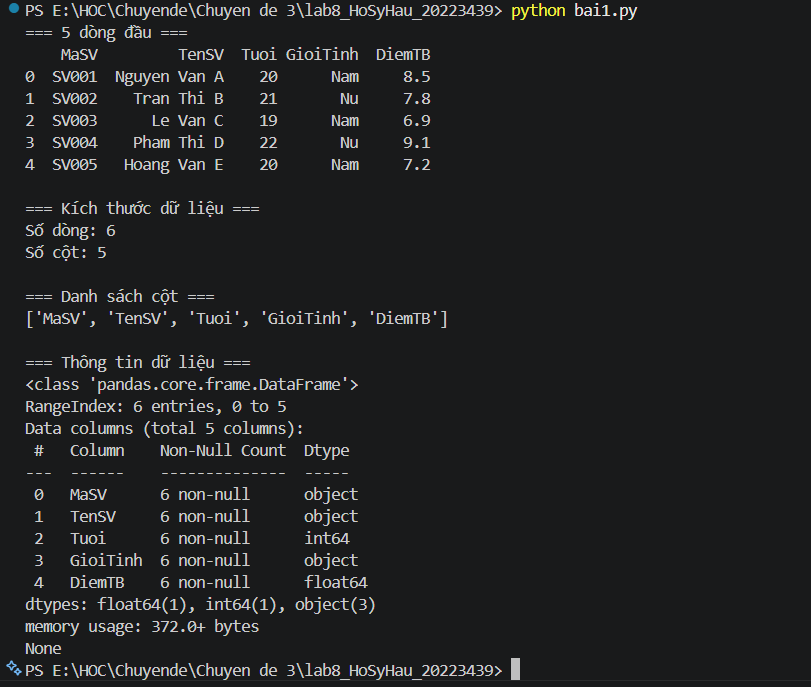 PS E:\HOC\Chuyende\Chuyen de 3\lab8_HoSyHau_20223439> python bai1.py
=== 5 dòng đầu ===
    MaSV         TenSV  Tuoi GioiTinh  DiemTB
0  SV001  Nguyen Van A    20      Nam     8.5
1  SV002    Tran Thi B    21       Nu     7.8
2  SV003      Le Van C    19      Nam     6.9
3  SV004    Pham Thi D    22       Nu     9.1
4  SV005   Hoang Van E    20      Nam     7.2

=== Kích thước dữ liệu ===
Số dòng: 6
Số cột: 5

=== Danh sách cột ===
['MaSV', 'TenSV', 'Tuoi', 'GioiTinh', 'DiemTB']

=== Thông tin dữ liệu ===
<class 'pandas.core.frame.DataFrame'>
RangeIndex: 6 entries, 0 to 5
Data columns (total 5 columns):
 #   Column    Non-Null Count  Dtype
---  ------    --------------  -----
 0   MaSV      6 non-null      object
 1   TenSV     6 non-null      object
 2   Tuoi      6 non-null      int64
 3   GioiTinh  6 non-null      object
 4   DiemTB    6 non-null      float64
dtypes: float64(1), int64(1), object(3)
memory usage: 372.0+ bytes
None
PS E:\HOC\Chuyende\Chuyen de 3\lab8_HoSyHau_20223439>